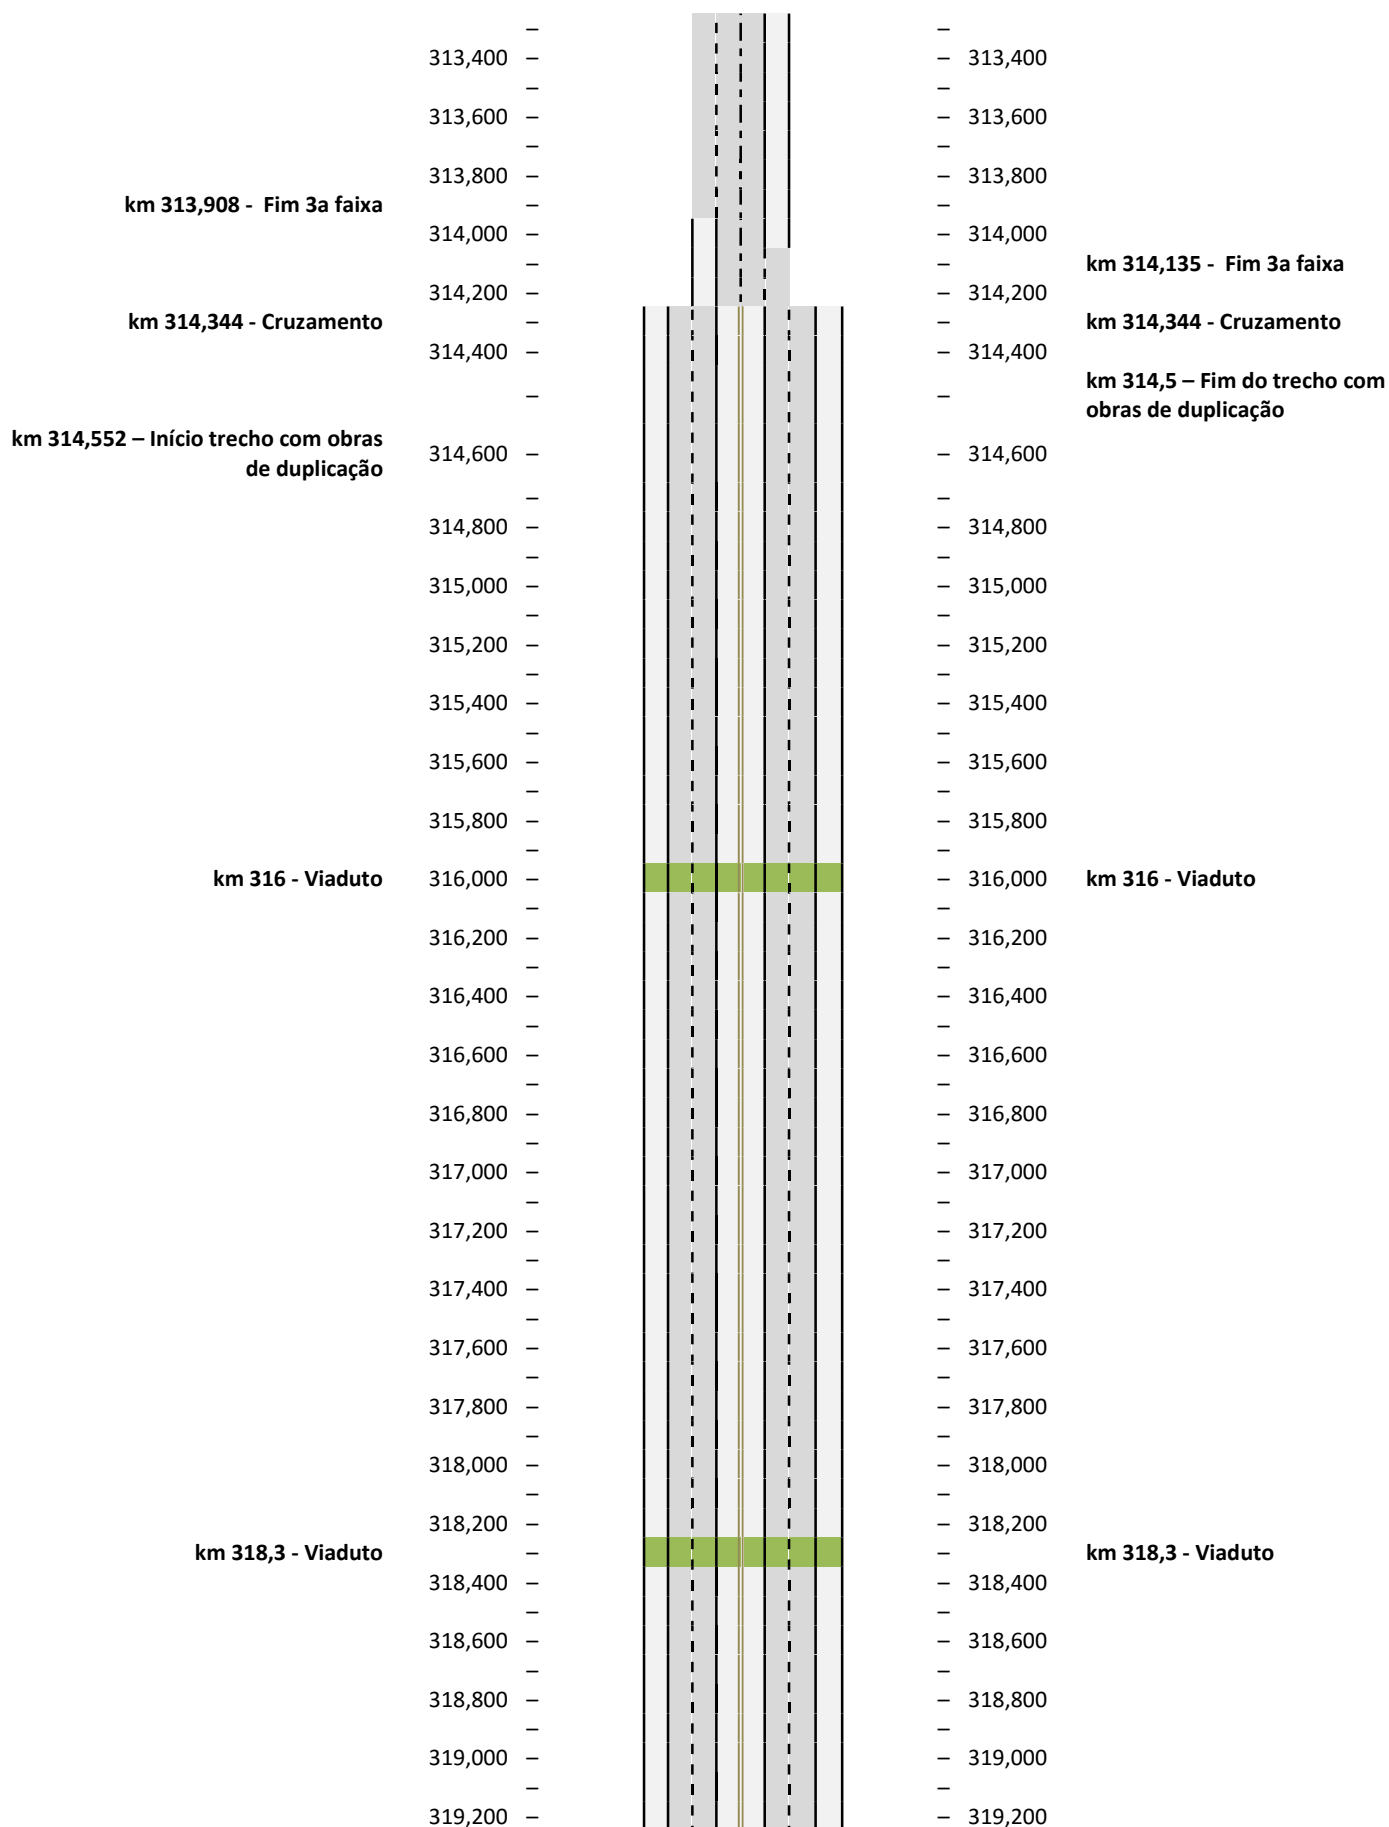 – –
313,400 – – 313,400
– –
313,600 – – 313,600
– –
313,800 – – 313,800
km 313,908 - Fim 3a faixa – –
314,000 – – 314,000
– – km 314,135 - Fim 3a faixa
314,200 – – 314,200
km 314,344 - Cruzamento – – km 314,344 - Cruzamento
314,400 – – 314,400
– – km 314,5 – Fim do trecho com
obras de duplicação
km 314,552 – Início trecho com obras
de duplicação 314,600 – – 314,600
– –
314,800 – – 314,800
– –
315,000 – – 315,000
– –
315,200 – – 315,200
– –
315,400 – – 315,400
– –
315,600 – – 315,600
– –
315,800 – – 315,800
– –
km 316 - Viaduto 316,000 – – 316,000 km 316 - Viaduto
– –
316,200 – – 316,200
– –
316,400 – – 316,400
– –
316,600 – – 316,600
– –
316,800 – – 316,800
– –
317,000 – – 317,000
– –
317,200 – – 317,200
– –
317,400 – – 317,400
– –
317,600 – – 317,600
– –
317,800 – – 317,800
– –
318,000 – – 318,000
– –
318,200 – – 318,200
km 318,3 - Viaduto – – km 318,3 - Viaduto
318,400 – – 318,400
– –
318,600 – – 318,600
– –
318,800 – – 318,800
– –
319,000 – – 319,000
– –
319,200 – – 319,200